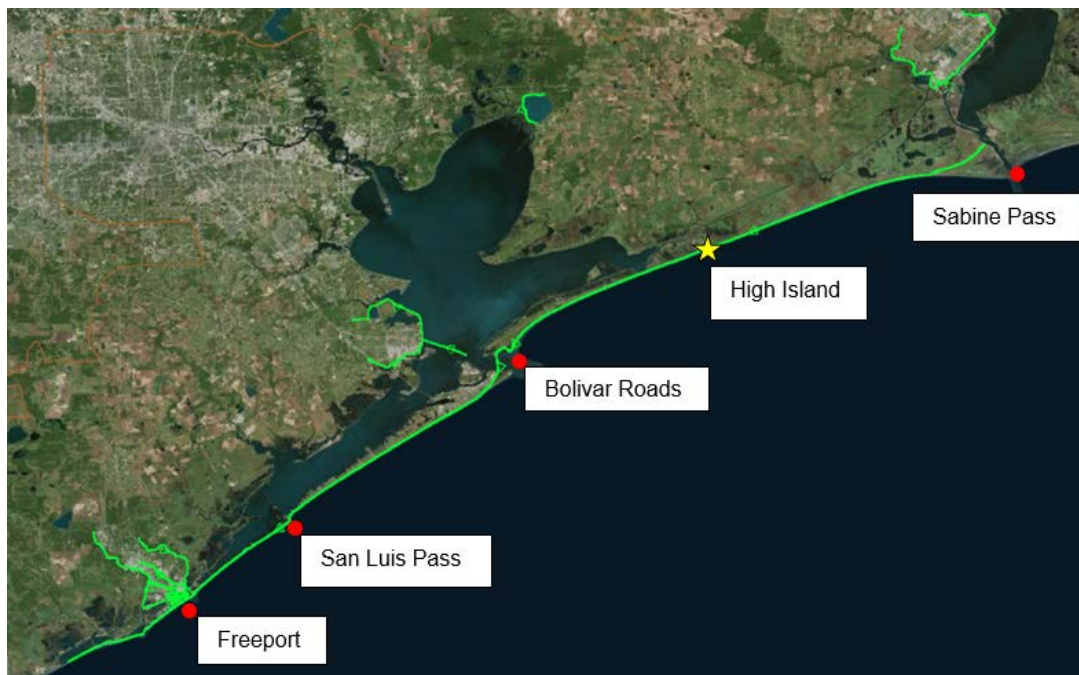 Sabine Pass
High Island
Bolivar Roads
San Luis Pass
Freeport